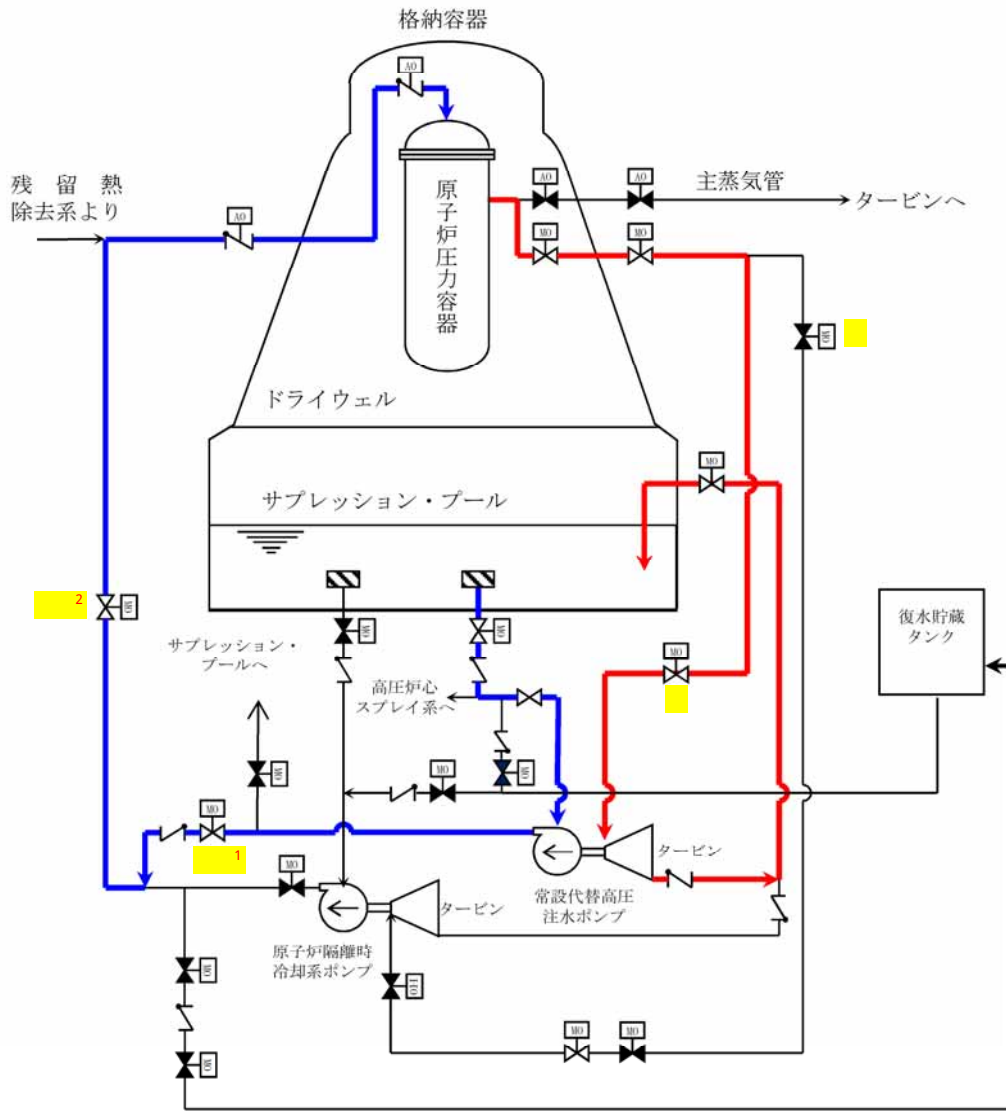 格納容器
AO
残留熱
除去系より
AO
原子炉圧力容器
AO
AO
主蒸気管
タービンへ
MO
MO
MO
ドライウェル
MO
サプレッション・プール
2
MO
MO
MO
サプレッション・
プールへ
高圧炉心
スプレイ系へ
MO
復水貯蔵
タンク
MO
MO
MO
MO
1
タービン
常設代替高圧
注水ポンプ
MO
タービン
原子炉隔離時
冷却系ポンプ
MO
HO
MO
MO
MO